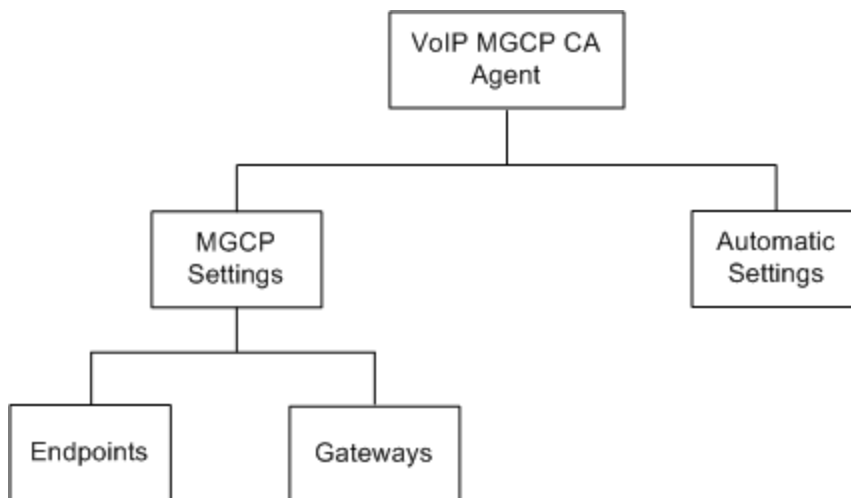 VoIP MGCP CA
Agent
MGCP
Settings
Automatic
Settings
Endpoints
Gateways